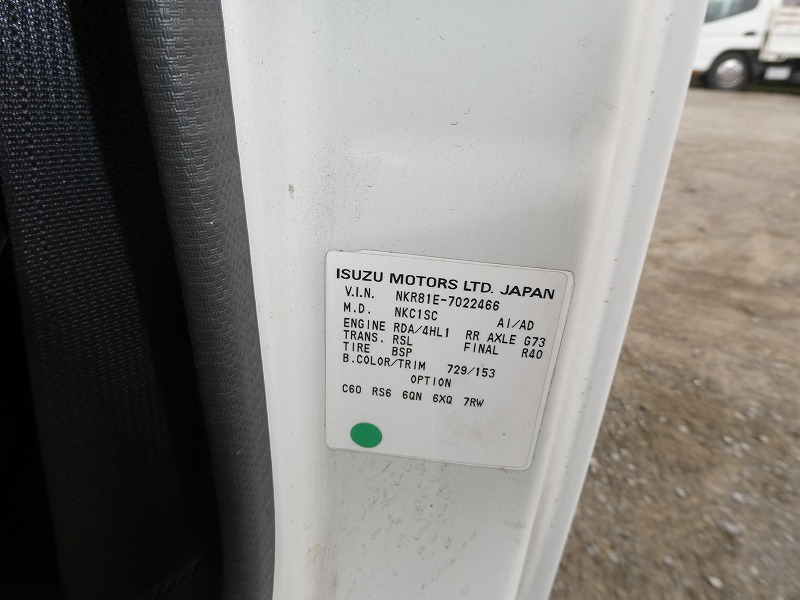 ISUZU MOTORS LTD. JAPAN
V.I.N. NKR81E-7022466
M.D. NKC1SC AI/AD
ENGINE RDA/4HL1 RR AXLE G73
TRANS. RSL FINAL R40
TIRE BSP
B.COLOR/TRIM 729/153
OPTION
C60 RS6 6QN 6XQ 7RW